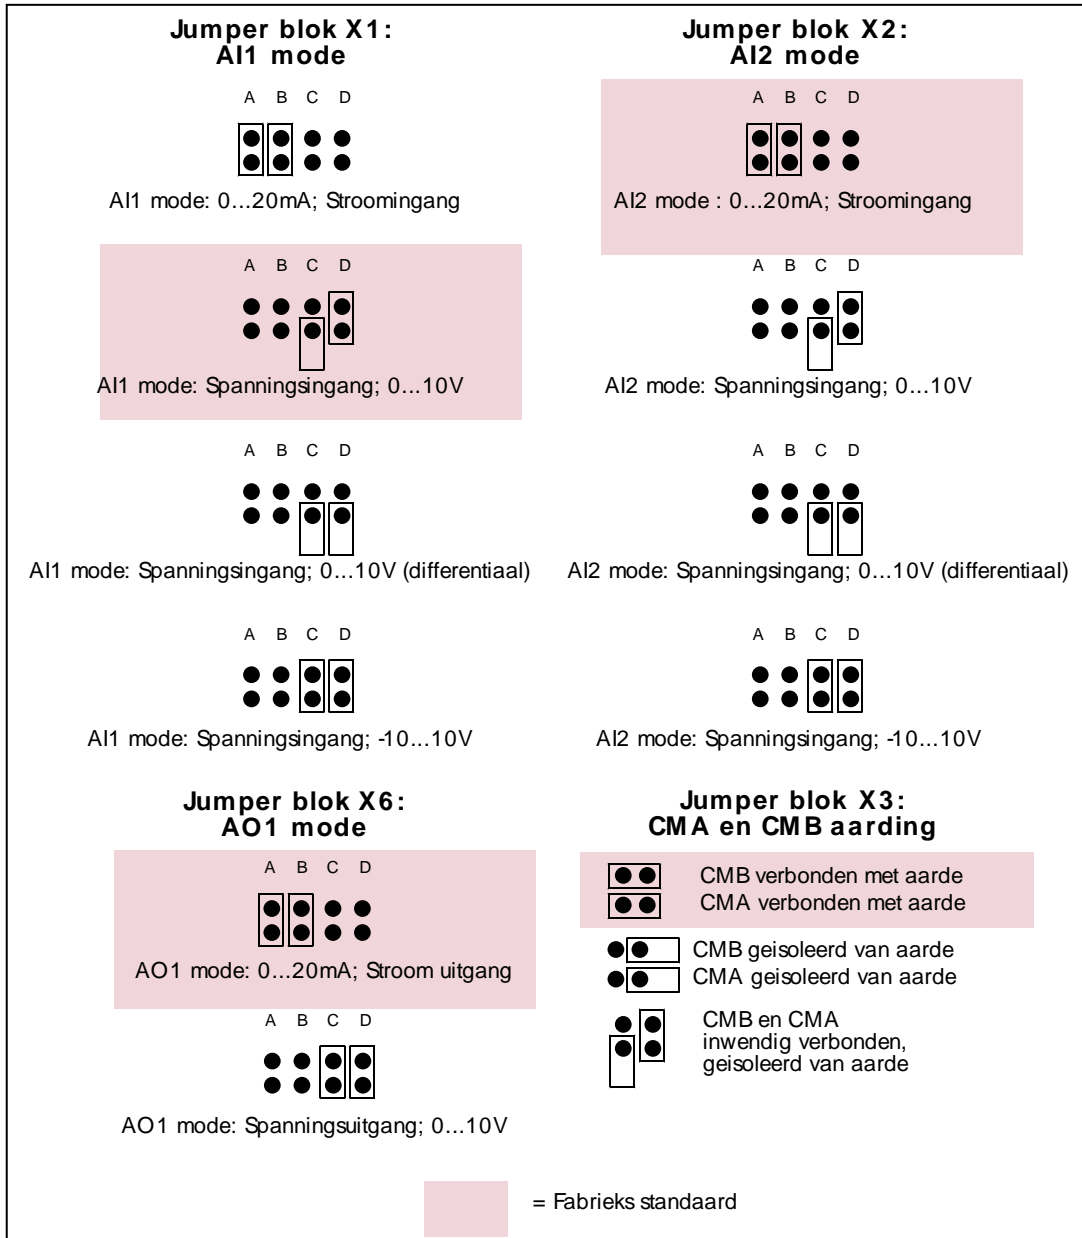 Jumper blok X1:
AI1 mode
A B C D
AI1 mode: 0...20mA; Stroomingang
A B C D
AI1 mode: Spanningsingang; 0...10V
A B C D
AI1 mode: Spanningsingang; 0...10V (differentiaal)
A B C D
AI1 mode: Spanningsingang; -10...10V
Jumper blok X2:
AI2 mode
A B C D
AI2 mode : 0...20mA; Stroomingang
A B C D
AI2 mode: Spanningsingang; 0...10V
A B C D
AI2 mode: Spanningsingang; 0...10V (differentiaal)
A B C D
AI2 mode: Spanningsingang; -10...10V
Jumper blok X6:
AO1 mode
A B C D
AO1 mode: 0...20mA; Stroom uitgang
A B C D
AO1 mode: Spanningsuitgang; 0...10V
Jumper blok X3:
CMA en CMB aarding
CMB verbonden met aarde
CMA verbonden met aarde
CMB geisoleerd van aarde
CMA geisoleerd van aarde
CMB en CMA
inwendig verbonden,
geisoleerd van aarde
= Fabrieks standaard